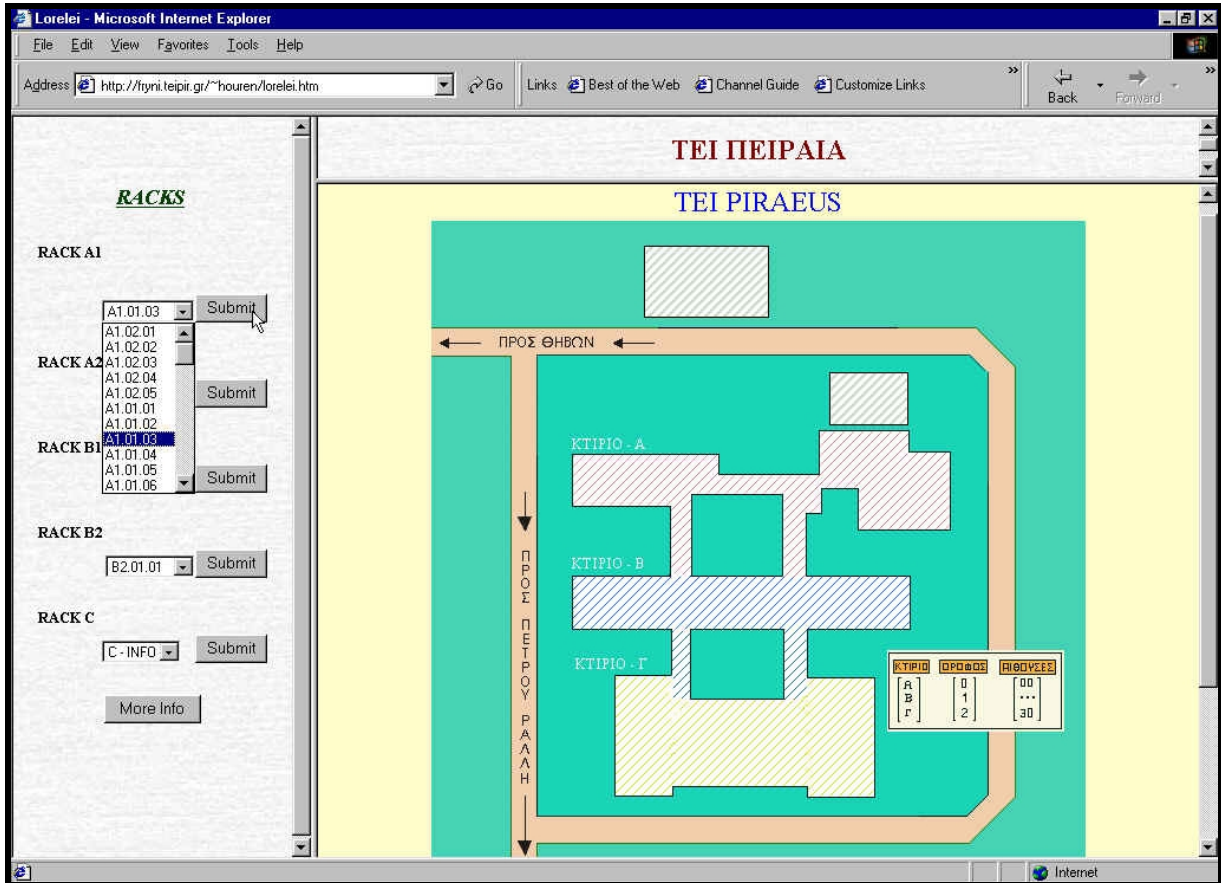 Lorelei - Microsoft Internet Explorer
File Edit View Favorites Tools Help
Address http://fryni.teipir.gr/~houren/lorelei.htm Go Links Best of the Web Channel Guide Customize Links » Back Forward »
RACKS
RACK A1
A1.01.03 Submit
A1.02.01
A1.02.02
A1.02.03
A1.02.04
A1.02.05
A1.01.01
A1.01.02
A1.01.03
A1.01.04
A1.01.05
A1.01.06
RACK A2
Submit
RACK B1
Submit
RACK B2
B2.01.01 Submit
RACK C
C - INFO Submit
More Info
ΤΕΙ ΠΕΙΡΑΙΑ
TEI PIRAEUS
ΠΡΟΣ ΘΗΒΩΝ
ΚΤΙΡΙΟ - Α
ΚΤΙΡΙΟ - Β
ΚΤΙΡΙΟ - Γ
ΠΡΟΣ ΠΕΤΡΟΥ ΡΑΛΛΗ
ΚΤΙΡΙΟ ΟΡΟΦΟΣ ΑΙΘΟΥΣΕΣ
Α 0 00
Β 1 ...
Γ 2 30
Internet